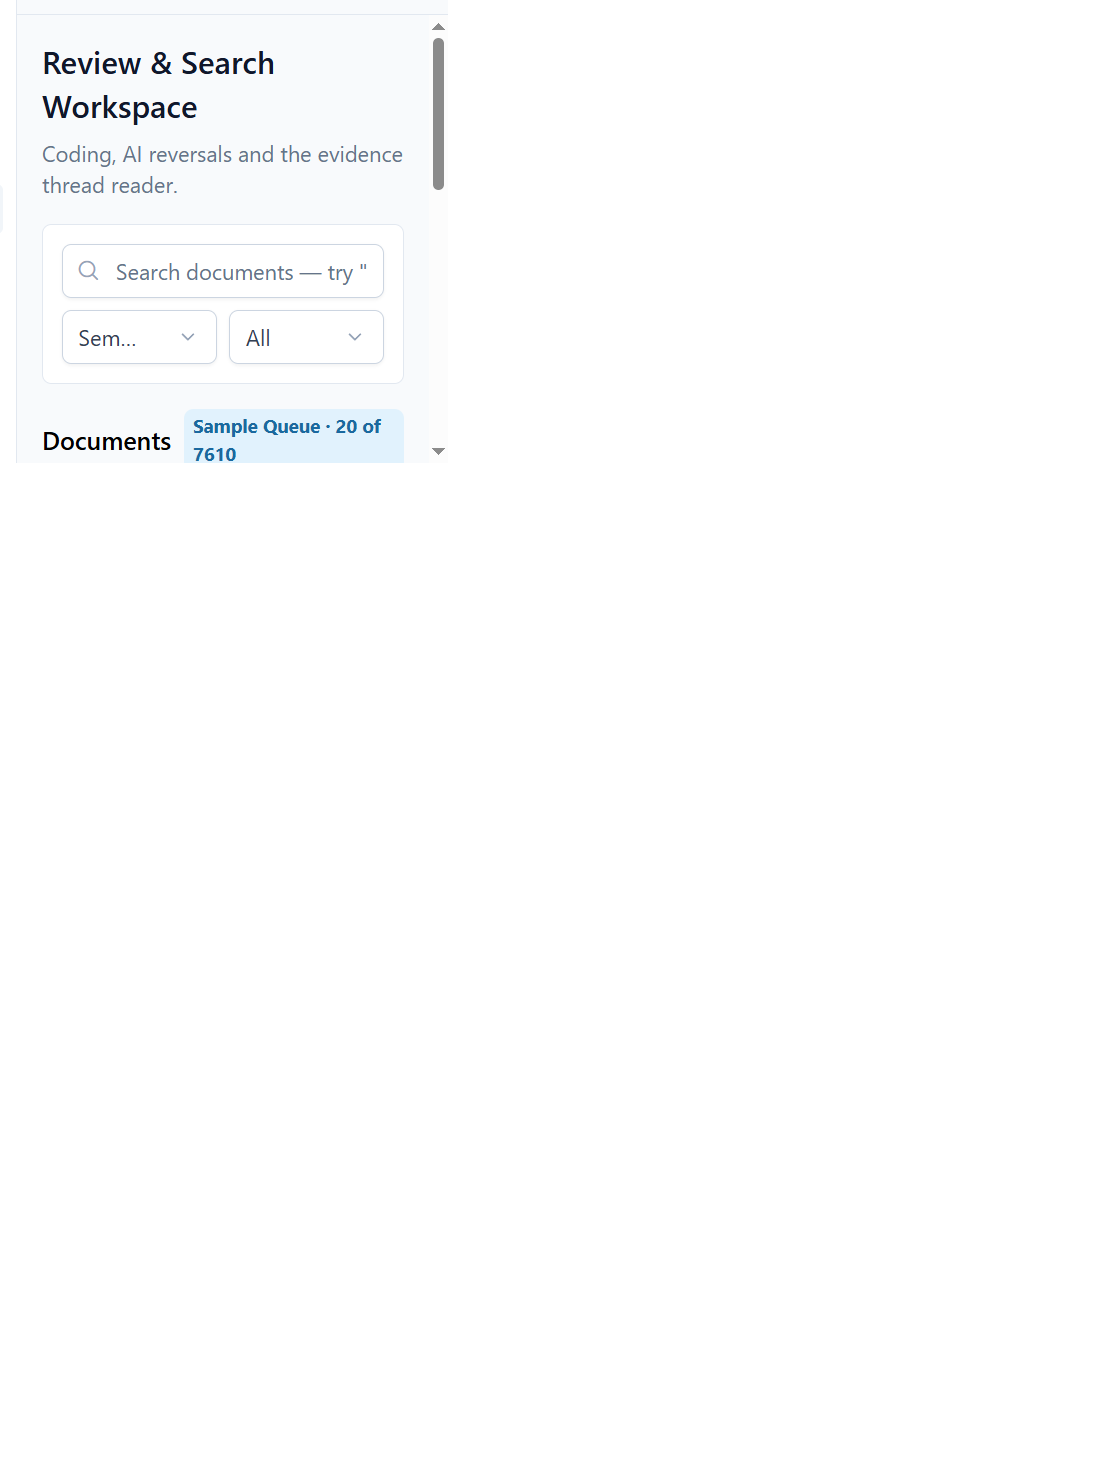 Review & Search
Workspace
Coding, AI reversals and the evidence
thread reader.
Search documents — try "
Sem...
All
Documents
Sample Queue · 20 of
7610